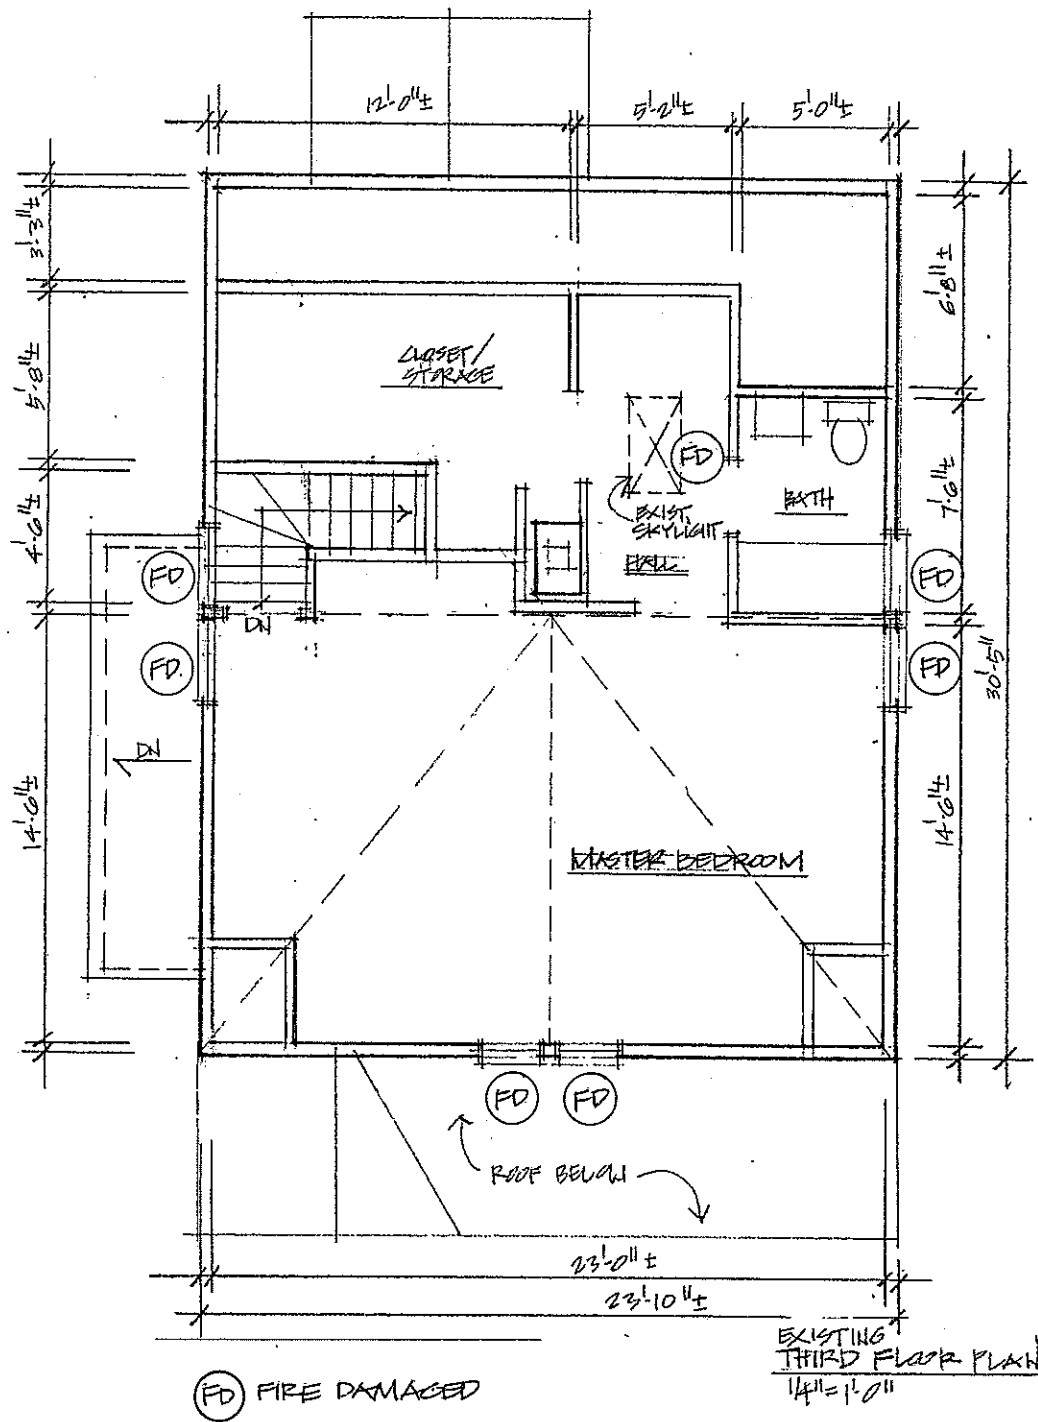 12'-0"±
5'-2"±
5'-0"±
3'-3"±
6'-8"±
5'-8"±
CLOSET/
STORAGE
FD
4'-6"±
7'-6"±
BATH
EXIST.
SKYLIGHT
HALL
FD
FD
DN
FD
FD
30'-5"
DN
14'-6"±
14'-6"±
MASTER BEDROOM
FD
FD
ROOF BELOW
23'-0"±
23'-10"±
EXISTING
THIRD FLOOR PLAN
1/4"=1'-0"
FD FIRE DAMAGED